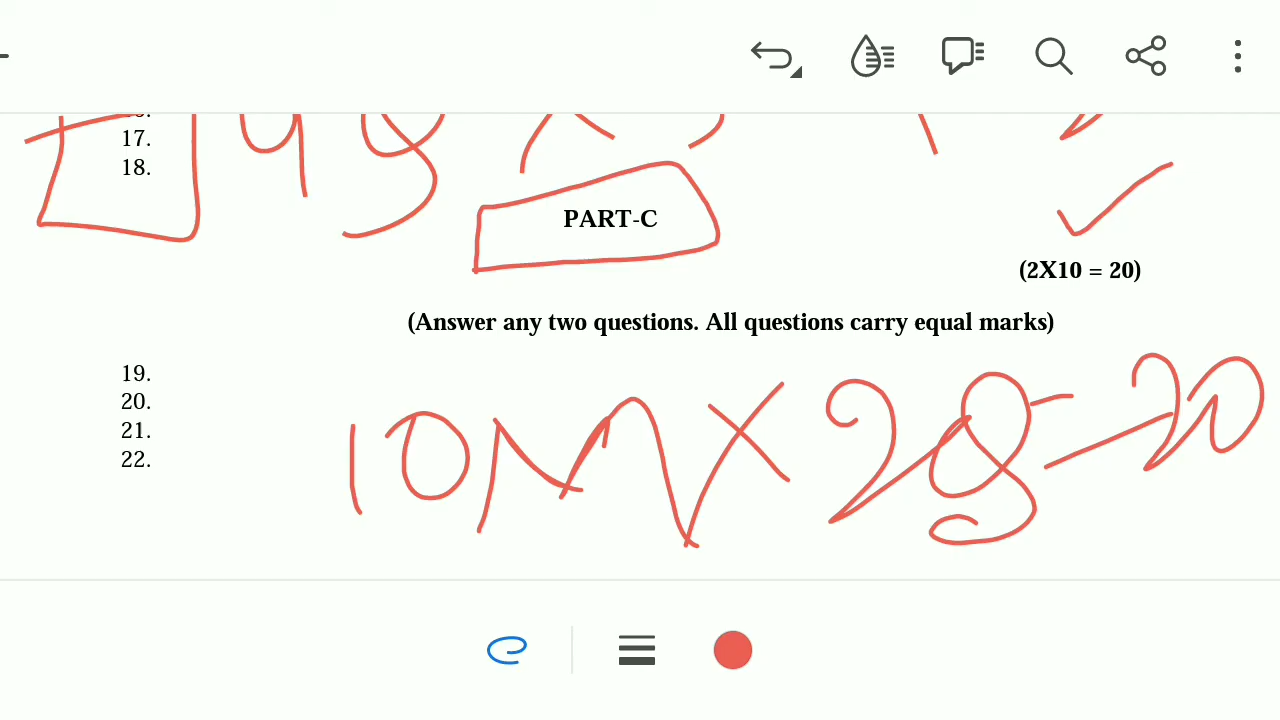 17.
18.
PART-C
(2X10 = 20)
(Answer any two questions. All questions carry equal marks)
19.
20.
21.
22.
10M X 2Q = 20